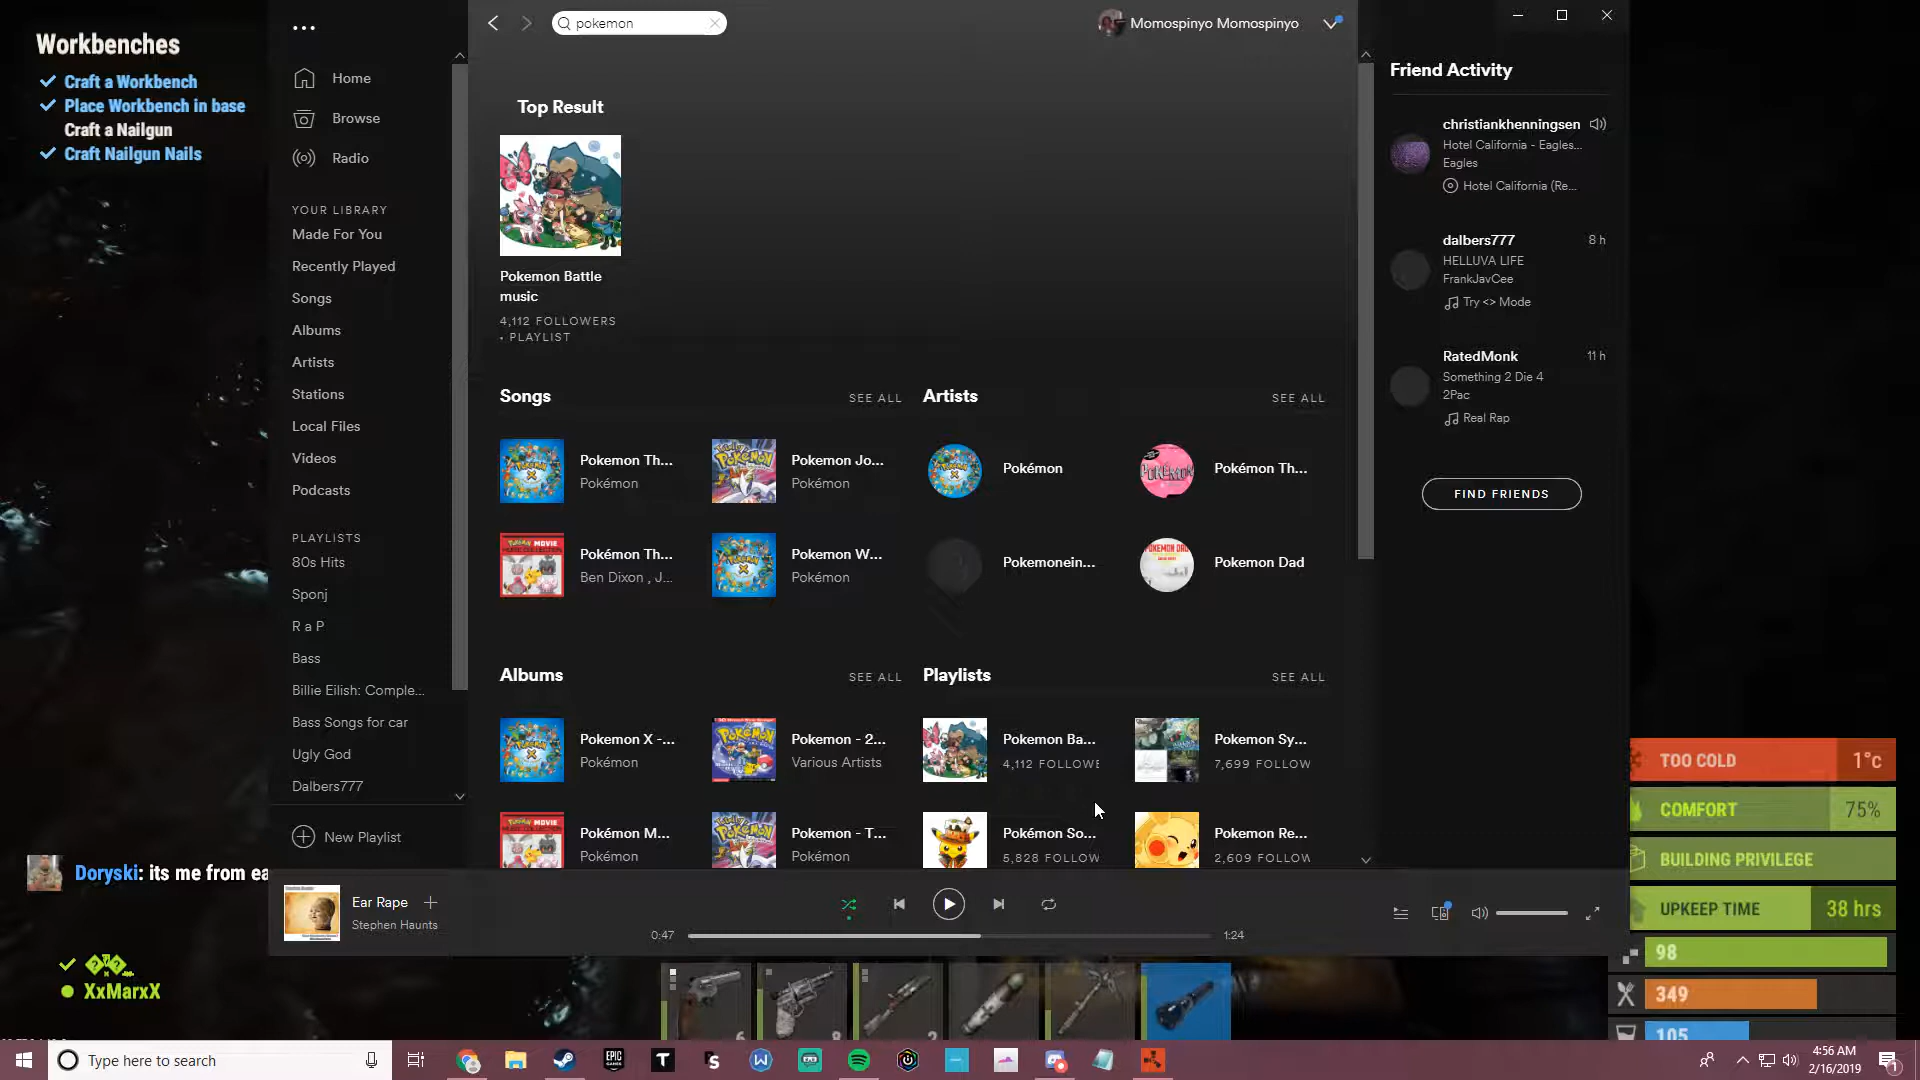 Workbenches
Craft a Workbench
Place Workbench in base
Craft a Nailgun
Craft Nailgun Nails
pokemon
Momospinyo Momospinyo
Home
Browse
Radio
YOUR LIBRARY
Made For You
Recently Played
Songs
Albums
Artists
Stations
Local Files
Videos
Podcasts
PLAYLISTS
80s Hits
Sponj
R a P
Bass
Billie Eilish: Comple...
Bass Songs for car
Ugly God
Dalbers777
New Playlist
Top Result
Pokemon Battle
music
4,112 FOLLOWERS
• PLAYLIST
Songs
SEE ALL
Pokemon Th...
Pokémon
Pokemon Jo...
Pokémon
Pokémon Th...
Ben Dixon , J...
Pokemon W...
Pokémon
Artists
SEE ALL
Pokémon
Pokémon Th...
Pokemonein...
Pokemon Dad
Albums
SEE ALL
Pokemon X -...
Pokémon
Pokemon - 2...
Various Artists
Pokémon M...
Pokémon
Pokemon - T...
Pokémon
Playlists
SEE ALL
Pokemon Ba...
4,112 FOLLOWE
Pokemon Sy...
7,699 FOLLOW
Pokémon So...
5,828 FOLLOW
Pokemon Re...
2,609 FOLLOW
Friend Activity
christiankhenningsen
Hotel California - Eagles...
Eagles
Hotel California (Re...
dalbers777
8 h
HELLUVA LIFE
FrankJavCee
Try <> Mode
RatedMonk
11 h
Something 2 Die 4
2Pac
Real Rap
FIND FRIENDS
Doryski: its me from ea
XxMarxX
Ear Rape
Stephen Haunts
0:47
1:24
TOO COLD
1°c
COMFORT
75%
BUILDING PRIVILEGE
UPKEEP TIME
38 hrs
98
349
105
6
8
2
Type here to search
4:56 AM
2/16/2019
1